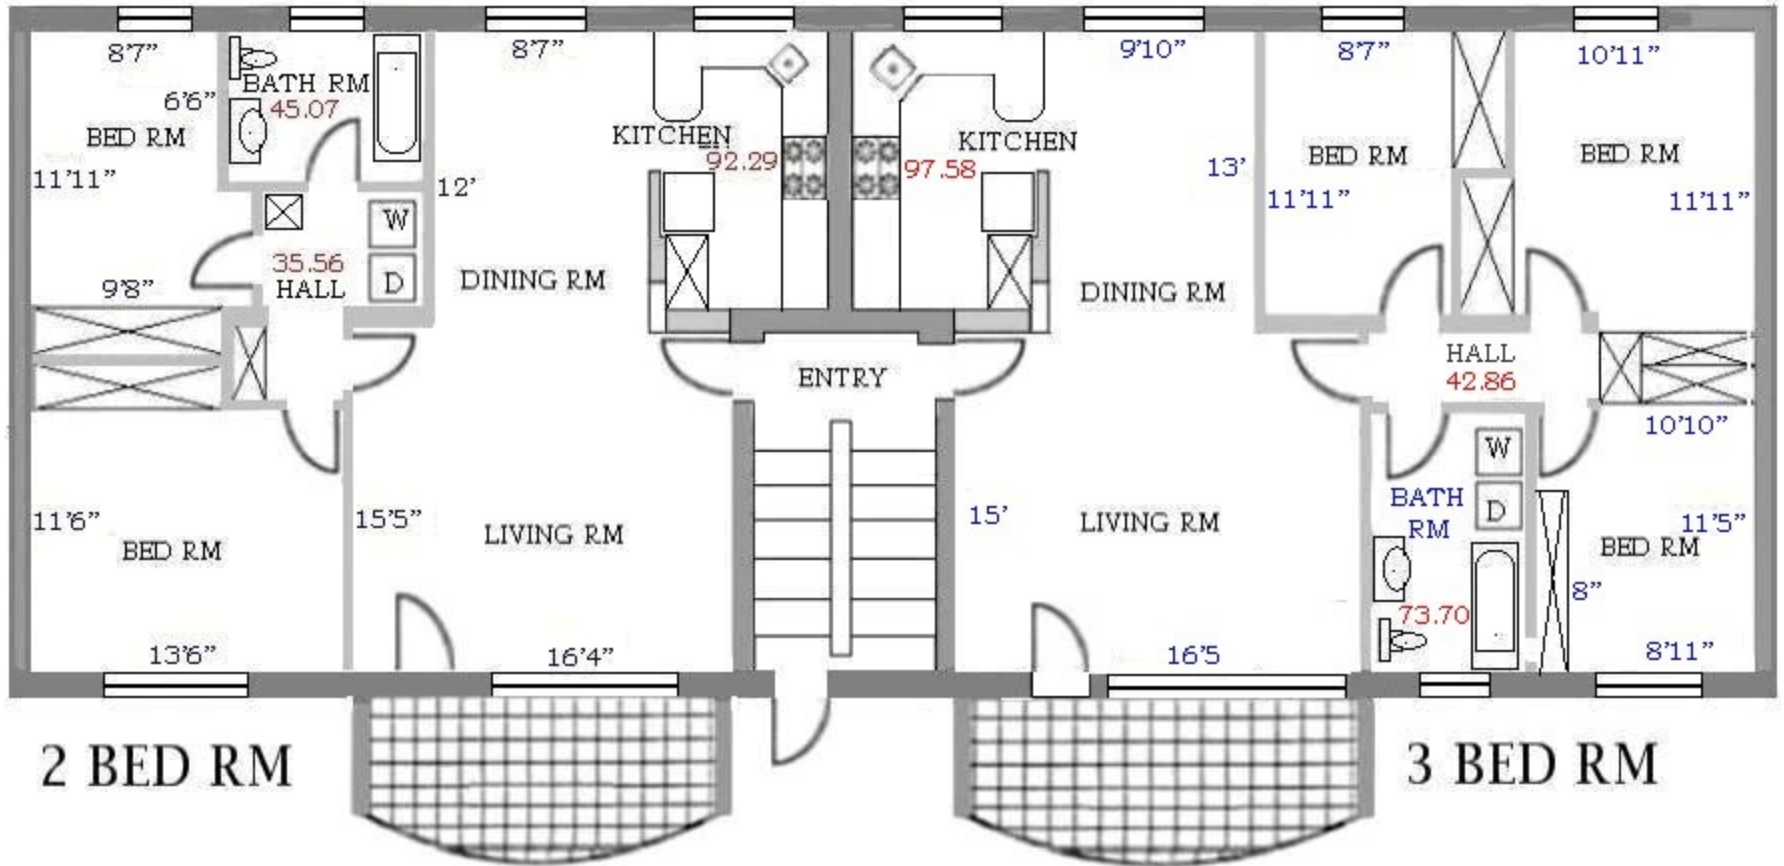 8'7”
BATH RM
45.07
6'6”
BED RM
11'11”
9'8”
35.56
HALL
W
D
8'7”
12'
KITCHEN
92.29
DINING RM
11'6”
BED RM
13'6”
15'5”
LIVING RM
16'4”
2 BED RM
ENTRY
KITCHEN
97.58
9'10”
13'
DINING RM
15'
LIVING RM
16'5
8'7”
BED RM
11'11”
10'11”
BED RM
11'11”
HALL
42.86
10'10”
BATH
RM
W
D
73.70
11'5”
BED RM
8”
8'11”
3 BED RM